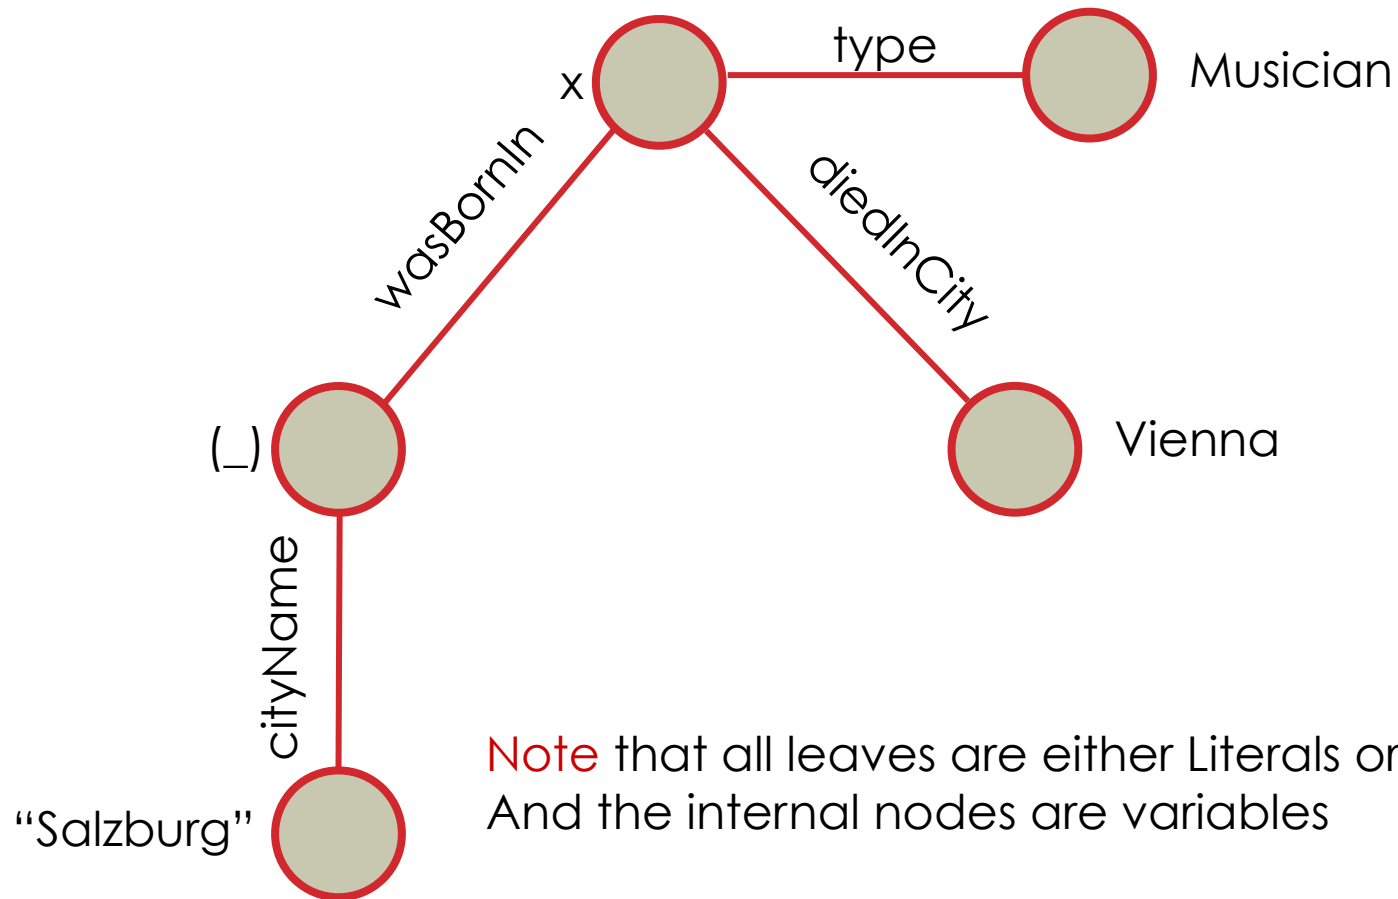 type
Musician
x
wasBornIn
diedInCity
(_)
Vienna
cityName
Note that all leaves are either Literals or
And the internal nodes are variables
“Salzburg”